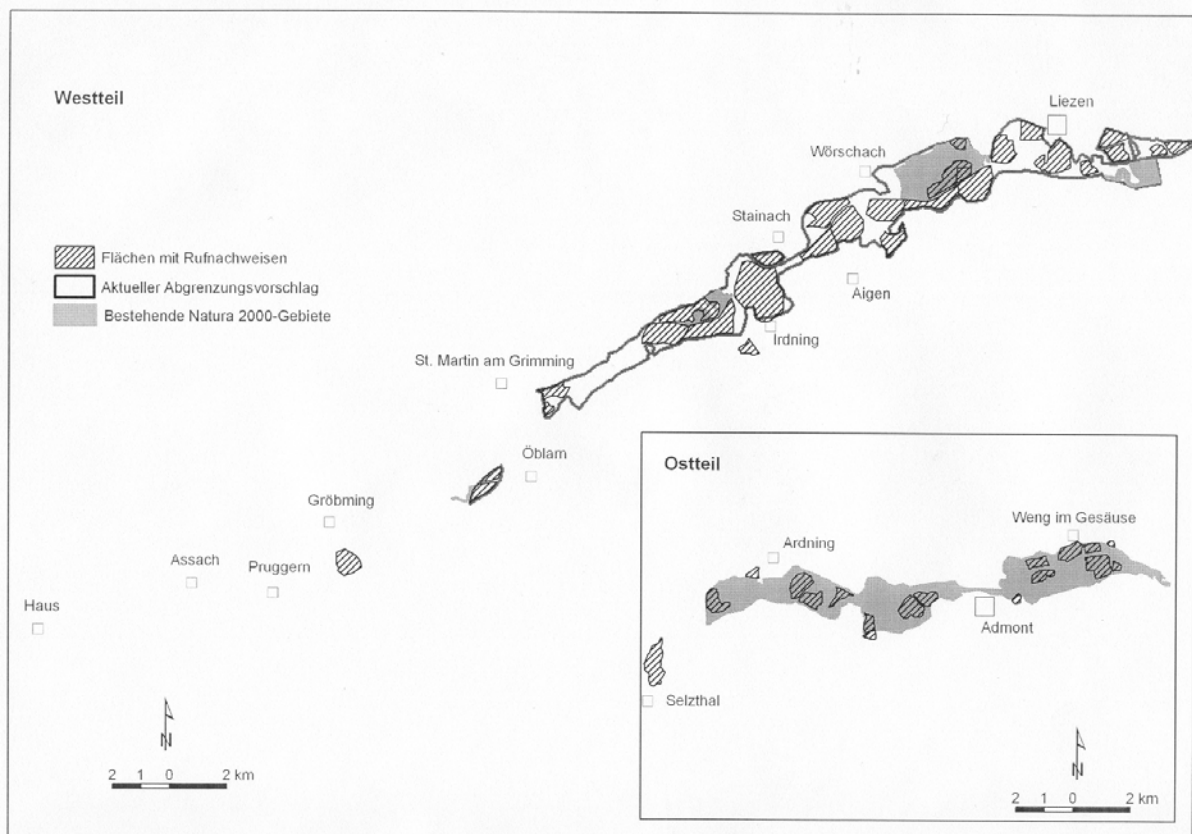 Westteil
Liezen
Wörschach
Stainach
Flächen mit Rufnachweisen
Aktueller Abgrenzungsvorschlag
Bestehende Natura 2000-Gebiete
Aigen
Irdning
St. Martin am Grimming
Öblarn
Gröbming
Assach
Pruggern
Haus
N
2 1 0 2 km
Ostteil
Weng im Gesäuse
Ardning
Admont
Selzthal
N
2 1 0 2 km